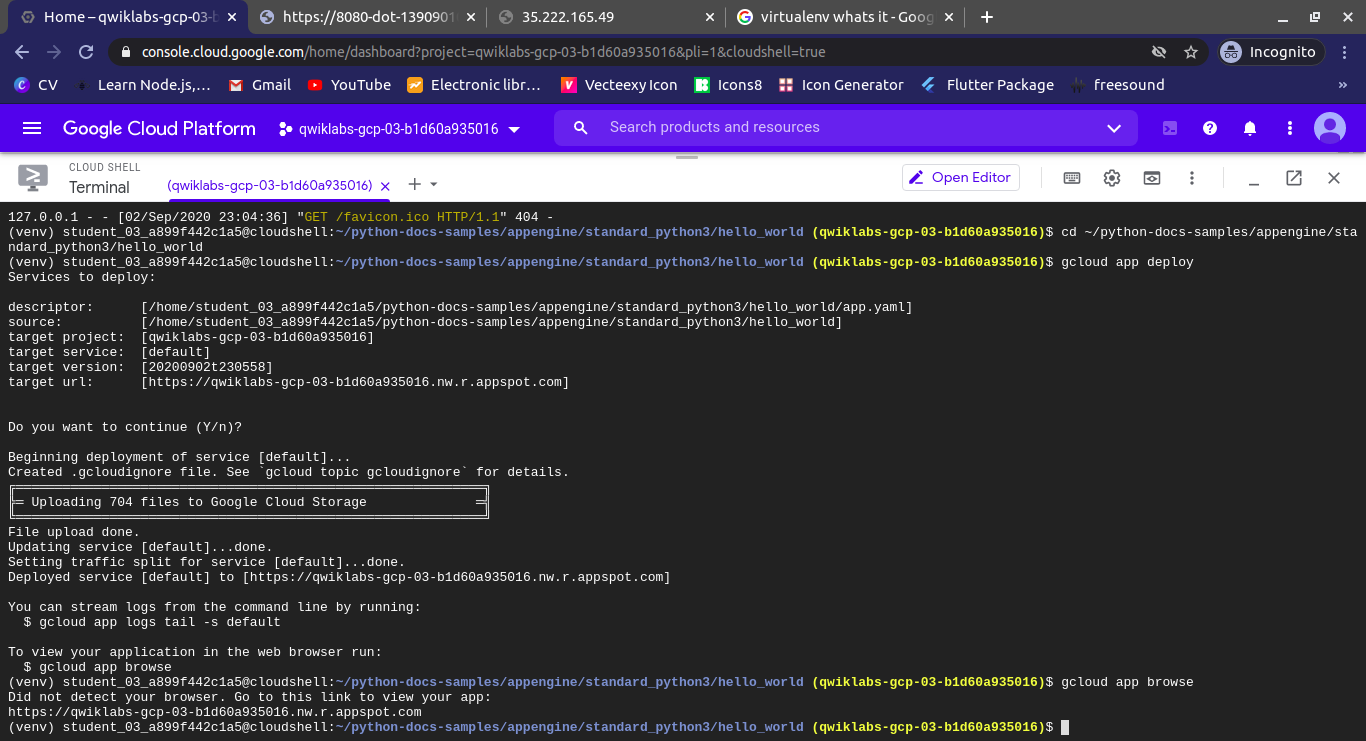 Home – qwiklabs-gcp-03-b
https://8080-dot-1390901
35.222.165.49
virtualenv whats it - Goog
console.cloud.google.com/home/dashboard?project=qwiklabs-gcp-03-b1d60a935016&pli=1&cloudshell=true
Incognito
CV
Learn Node.js,...
Gmail
YouTube
Electronic libr...
Vecteexy Icon
Icons8
Icon Generator
Flutter Package
freesound
»
Google Cloud Platform
qwiklabs-gcp-03-b1d60a935016
Search products and resources
CLOUD SHELL
Terminal
(qwiklabs-gcp-03-b1d60a935016)
Open Editor
127.0.0.1 - - [02/Sep/2020 23:04:36] "GET /favicon.ico HTTP/1.1" 404 -
(venv) student_03_a899f442c1a5@cloudshell:~/python-docs-samples/appengine/standard_python3/hello_world (qwiklabs-gcp-03-b1d60a935016)$ cd ~/python-docs-samples/appengine/sta
ndard_python3/hello_world
(venv) student_03_a899f442c1a5@cloudshell:~/python-docs-samples/appengine/standard_python3/hello_world (qwiklabs-gcp-03-b1d60a935016)$ gcloud app deploy
Services to deploy:
descriptor:      [/home/student_03_a899f442c1a5/python-docs-samples/appengine/standard_python3/hello_world/app.yaml]
source:          [/home/student_03_a899f442c1a5/python-docs-samples/appengine/standard_python3/hello_world]
target project:  [qwiklabs-gcp-03-b1d60a935016]
target service:  [default]
target version:  [20200902t230558]
target url:      [https://qwiklabs-gcp-03-b1d60a935016.nw.r.appspot.com]
Do you want to continue (Y/n)?
Beginning deployment of service [default]...
Created .gcloudignore file. See `gcloud topic gcloudignore` for details.
Uploading 704 files to Google Cloud Storage
File upload done.
Updating service [default]...done.
Setting traffic split for service [default]...done.
Deployed service [default] to [https://qwiklabs-gcp-03-b1d60a935016.nw.r.appspot.com]
You can stream logs from the command line by running:
$ gcloud app logs tail -s default
To view your application in the web browser run:
$ gcloud app browse
(venv) student_03_a899f442c1a5@cloudshell:~/python-docs-samples/appengine/standard_python3/hello_world (qwiklabs-gcp-03-b1d60a935016)$ gcloud app browse
Did not detect your browser. Go to this link to view your app:
https://qwiklabs-gcp-03-b1d60a935016.nw.r.appspot.com
(venv) student_03_a899f442c1a5@cloudshell:~/python-docs-samples/appengine/standard_python3/hello_world (qwiklabs-gcp-03-b1d60a935016)$